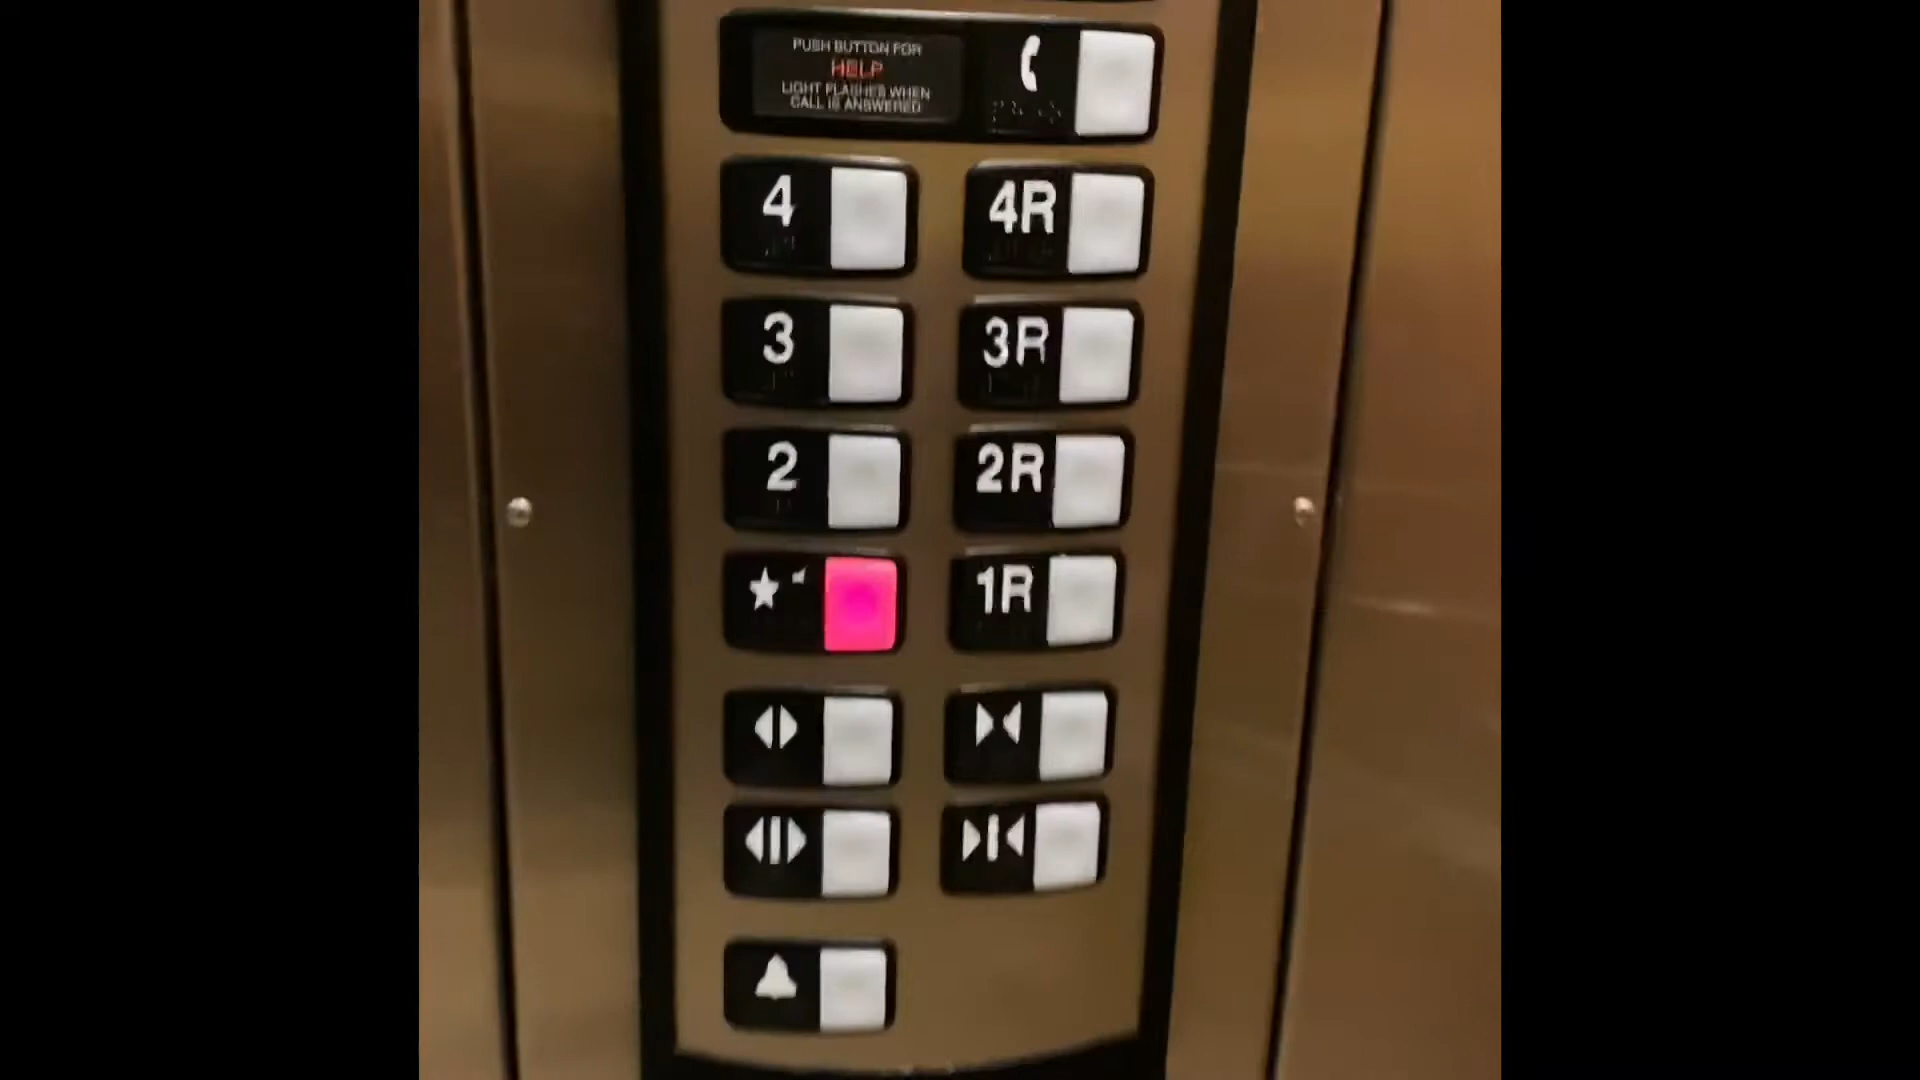 PUSH BUTTON FOR
HELP
LIGHT FLASHES WHEN
CALL IS ANSWERED
4
4R
3
3R
2
2R
1R